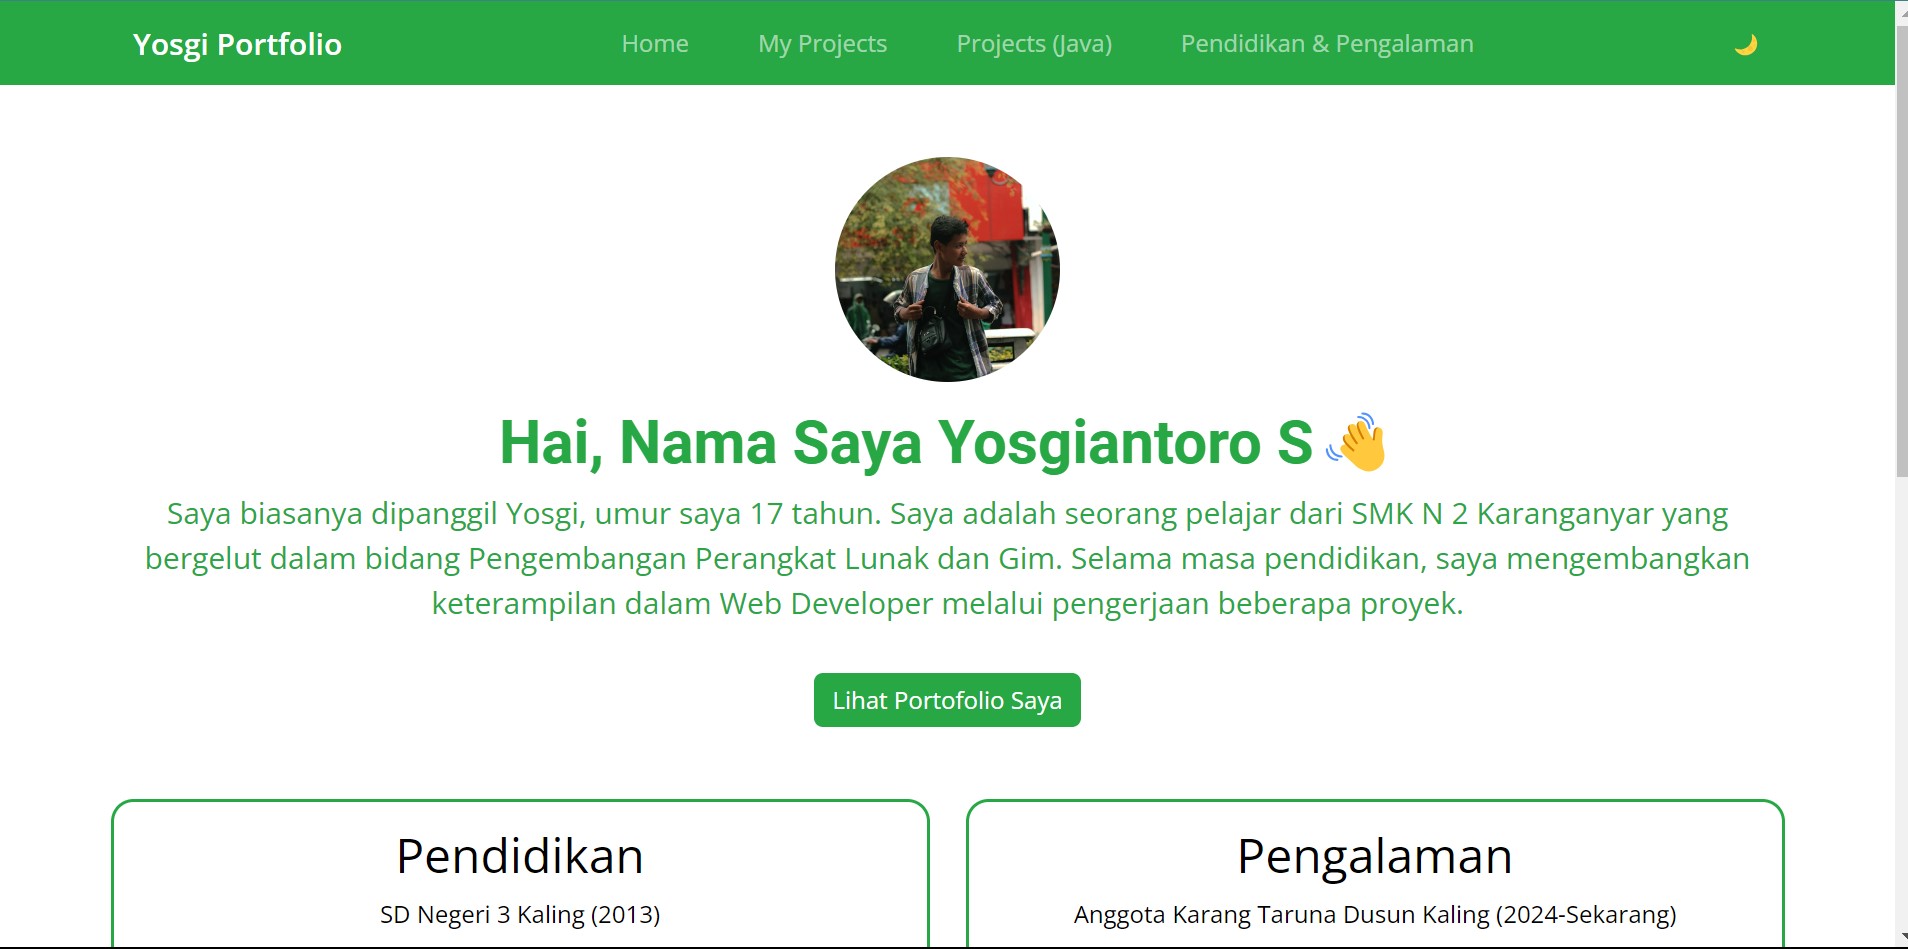 Yosgi Portfolio
Home
My Projects
Projects (Java)
Pendidikan & Pengalaman
Hai, Nama Saya Yosgiantoro S 👋
Saya biasanya dipanggil Yosgi, umur saya 17 tahun. Saya adalah seorang pelajar dari SMK N 2 Karanganyar yang
bergelut dalam bidang Pengembangan Perangkat Lunak dan Gim. Selama masa pendidikan, saya mengembangkan
keterampilan dalam Web Developer melalui pengerjaan beberapa proyek.
Lihat Portofolio Saya
Pendidikan
SD Negeri 3 Kaling (2013)
Pengalaman
Anggota Karang Taruna Dusun Kaling (2024-Sekarang)